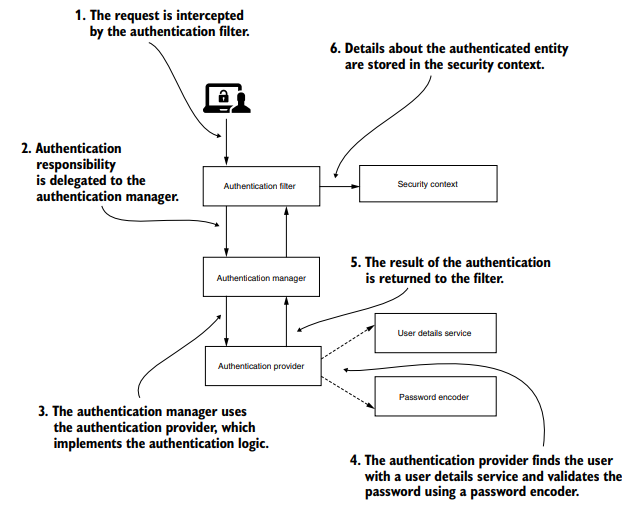 1. The request is intercepted
by the authentication filter.
6. Details about the authenticated entity
are stored in the security context.
2. Authentication
responsibility
is delegated to the
authentication manager.
Authentication filter
Security context
Authentication manager
5. The result of the authentication
is returned to the filter.
User details service
Authentication provider
Password encoder
3. The authentication manager uses
the authentication provider, which
implements the authentication logic.
4. The authentication provider finds the user
with a user details service and validates the
password using a password encoder.